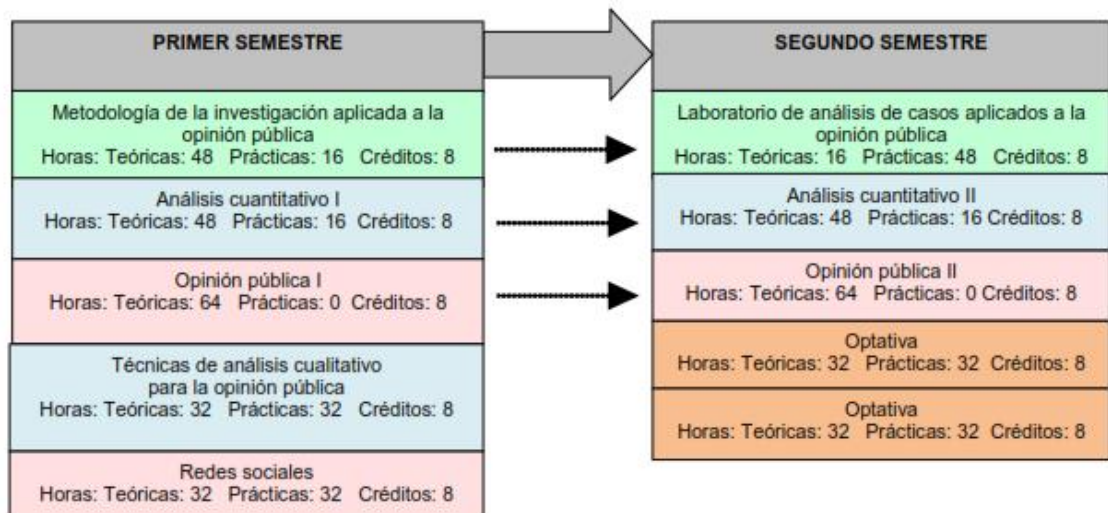 PRIMER SEMESTRE
Metodología de la investigación aplicada a la
opinión pública
Horas: Teóricas: 48 Prácticas: 16 Créditos: 8
Análisis cuantitativo I
Horas: Teóricas: 48 Prácticas: 16 Créditos: 8
Opinión pública I
Horas: Teóricas: 64 Prácticas: 0 Créditos: 8
Técnicas de análisis cualitativo
para la opinión pública
Horas: Teóricas: 32 Prácticas: 32 Créditos: 8
Redes sociales
Horas: Teóricas: 32 Prácticas: 32 Créditos: 8
SEGUNDO SEMESTRE
Laboratorio de análisis de casos aplicados a la
opinión pública
Horas: Teóricas: 16 Prácticas: 48 Créditos: 8
Análisis cuantitativo II
Horas: Teóricas: 48 Prácticas: 16 Créditos: 8
Opinión pública II
Horas: Teóricas: 64 Prácticas: 0 Créditos: 8
Optativa
Horas: Teóricas: 32 Prácticas: 32 Créditos: 8
Optativa
Horas: Teóricas: 32 Prácticas: 32 Créditos: 8